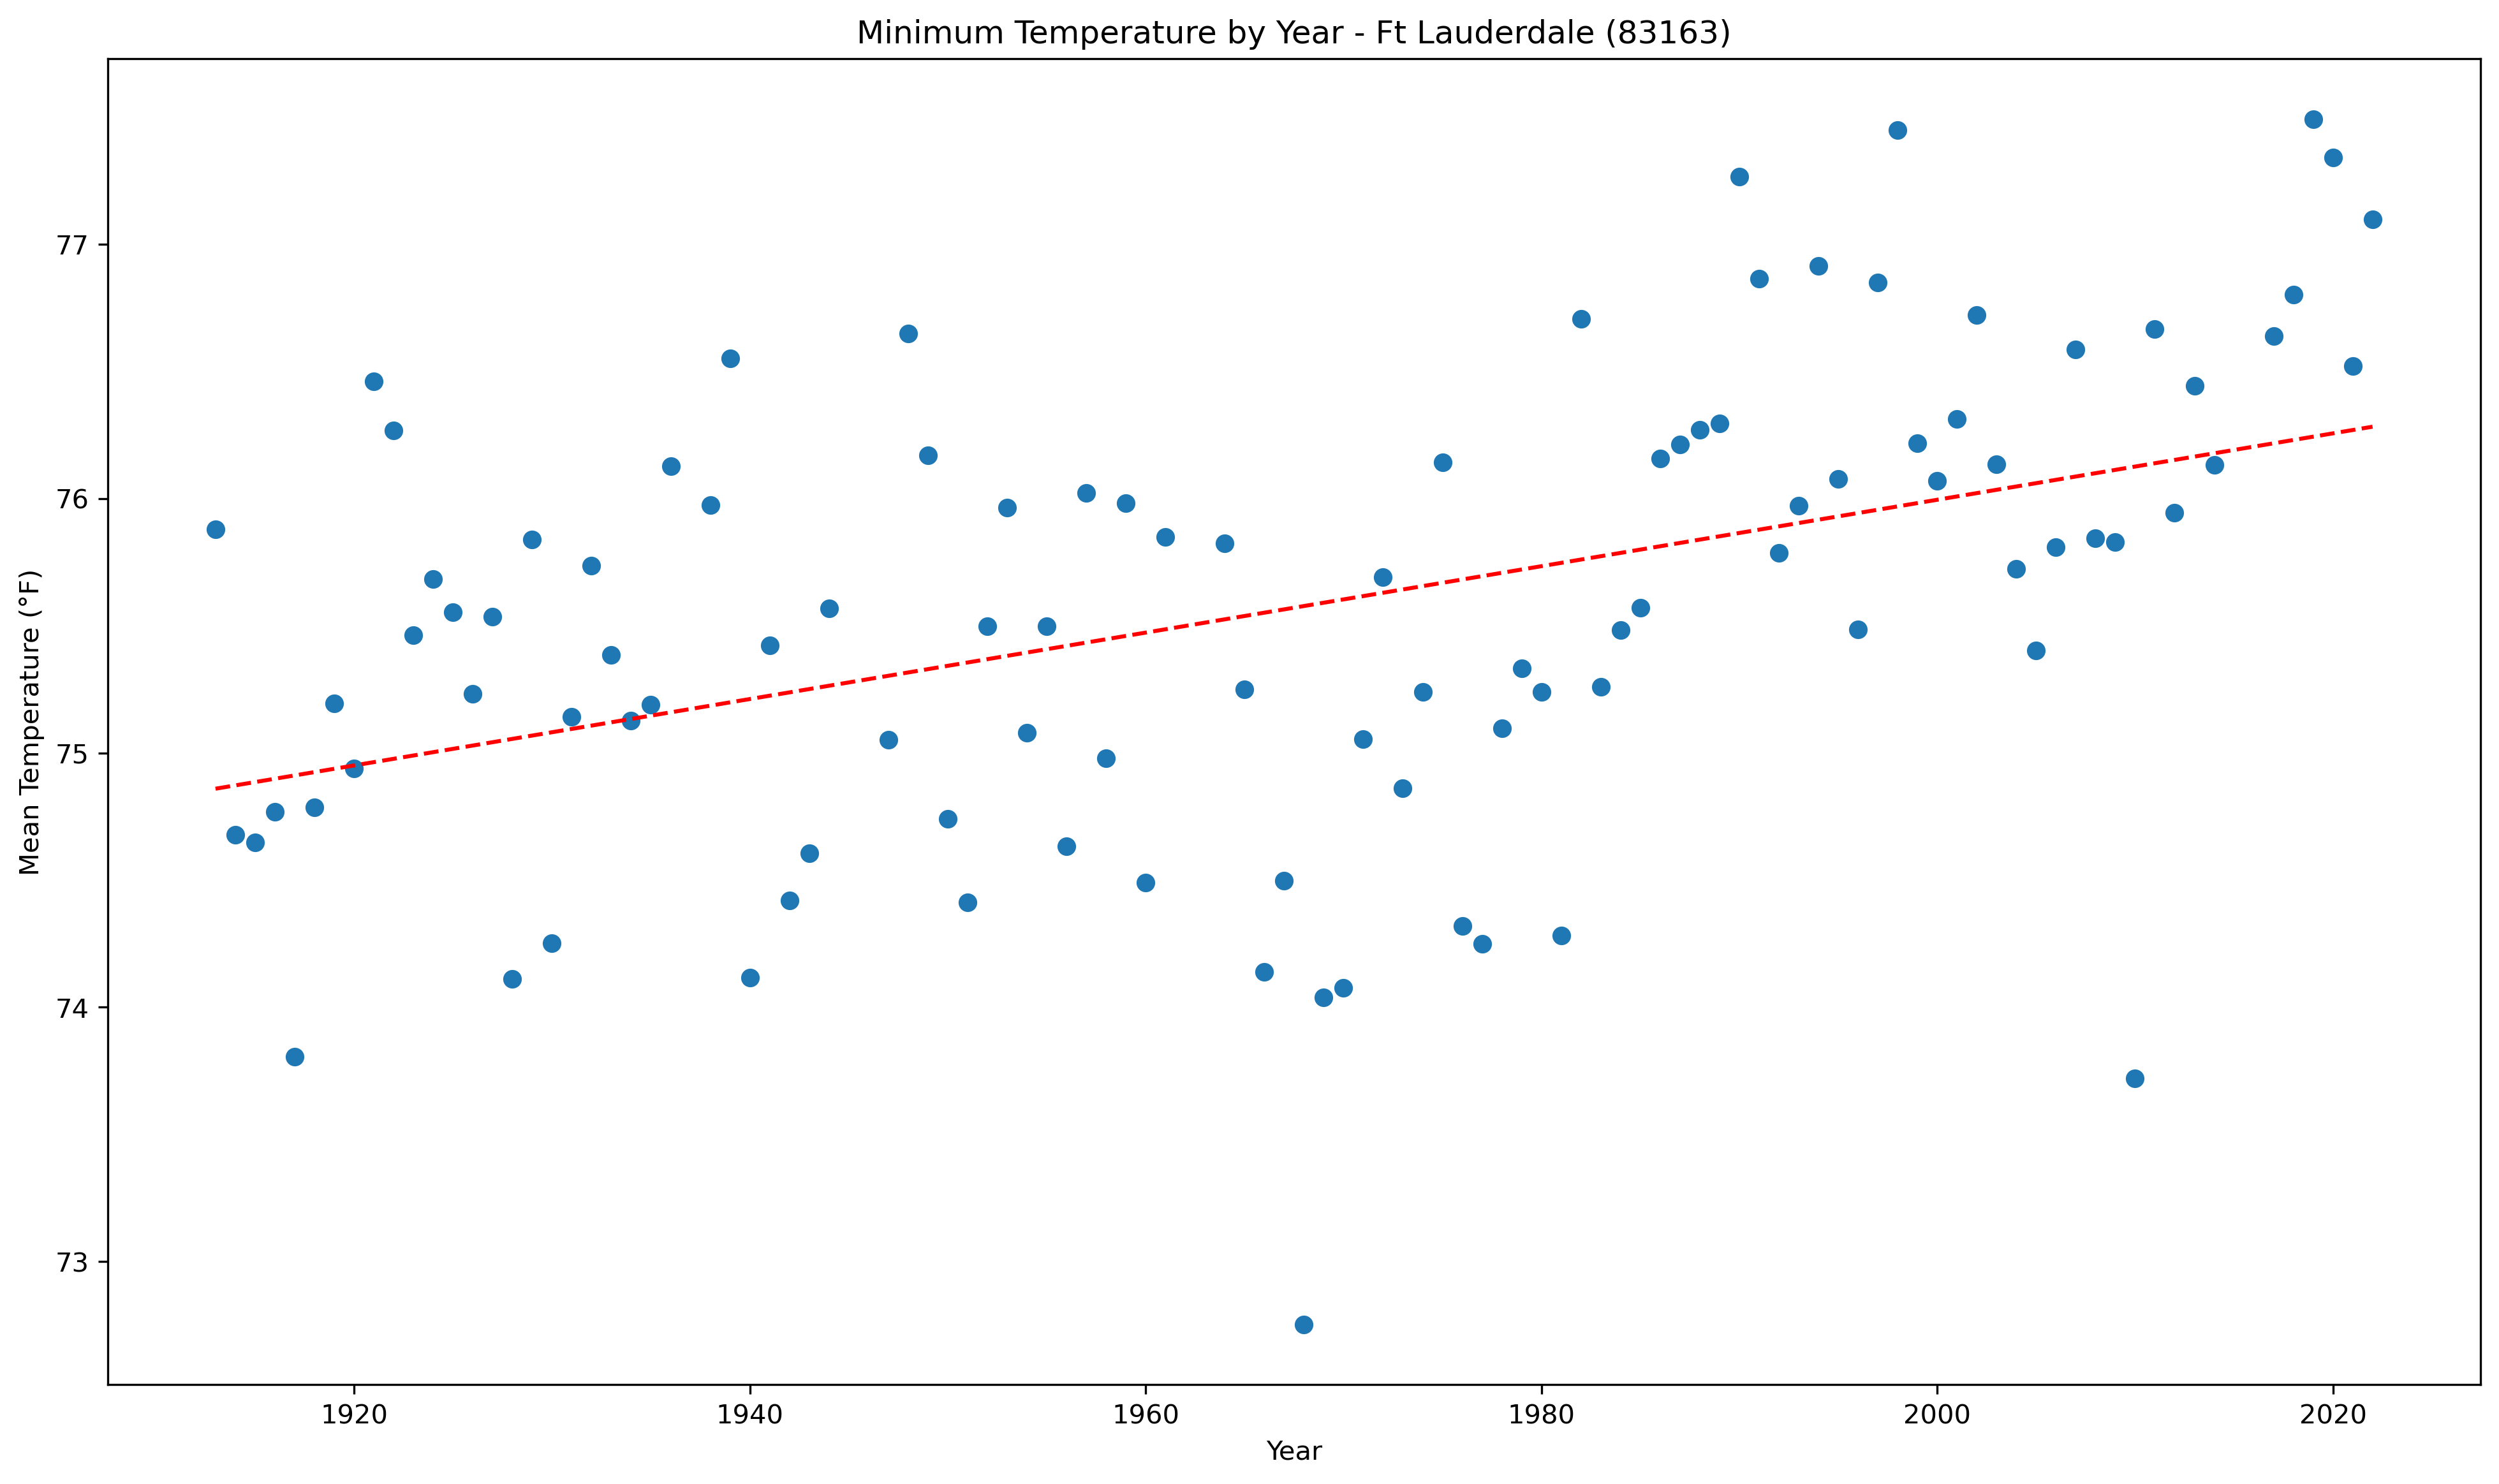 Minimum Temperature by Year - Ft Lauderdale (83163)
Mean Temperature (°F)
77
76
75
74
73
1920 1940 1960 1980 2000 2020
Year